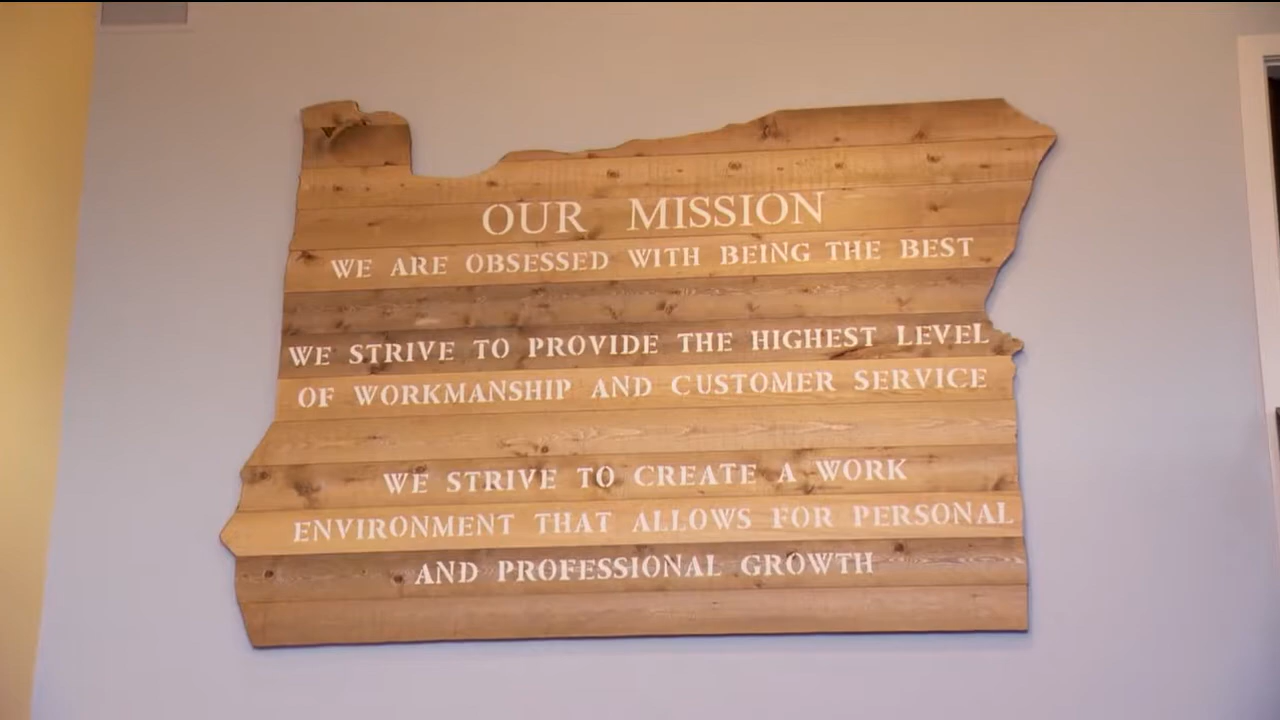 OUR MISSION
WE ARE OBSESSED WITH BEING THE BEST
WE STRIVE TO PROVIDE THE HIGHEST LEVEL
OF WORKMANSHIP AND CUSTOMER SERVICE
WE STRIVE TO CREATE A WORK
ENVIRONMENT THAT ALLOWS FOR PERSONAL
AND PROFESSIONAL GROWTH